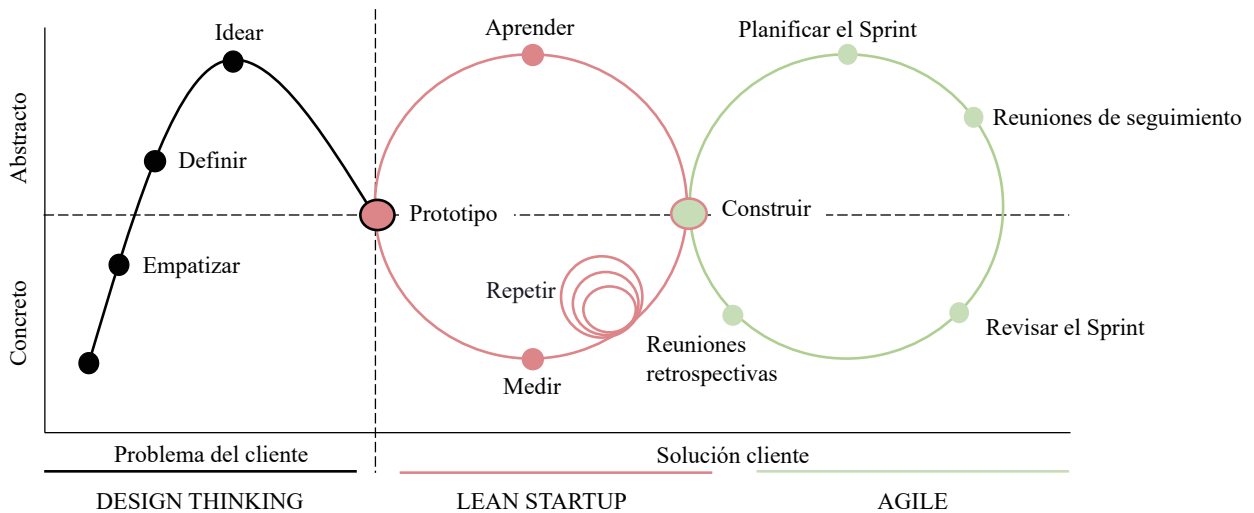 Idear
Aprender
Planificar el Sprint
Abstracto
Definir
Reuniones de seguimiento
Prototipo
Construir
Empatizar
Concreto
Repetir
Reuniones
retrospectivas
Revisar el Sprint
Medir
Problema del cliente
Solución cliente
DESIGN THINKING
LEAN STARTUP
AGILE